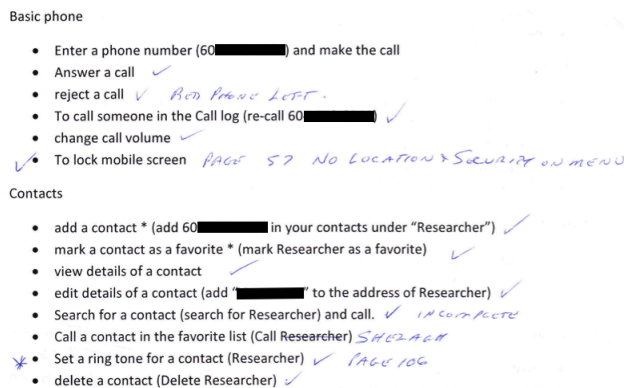 Basic phone
• Enter a phone number (60 ) and make the call
• Answer a call ✓
• reject a call ✓ RED PHONE LEFT.
• To call someone in the Call log (re-call 60 ) ✓
• change call volume ✓
✓ • To lock mobile screen PAGE 57 NO LOCATION & SECURITY ON MENU
Contacts
• add a contact * (add 60 in your contacts under “Researcher”) ✓
• mark a contact as a favorite * (mark Researcher as a favorite) ✓
• view details of a contact ✓
• edit details of a contact (add “ ” to the address of Researcher) ✓
• Search for a contact (search for Researcher) and call. ✓ INCOMPLETE
• Call a contact in the favorite list (Call Researcher) SHELAGH
* • Set a ring tone for a contact (Researcher) ✓ PAGE 106
• delete a contact (Delete Researcher) ✓